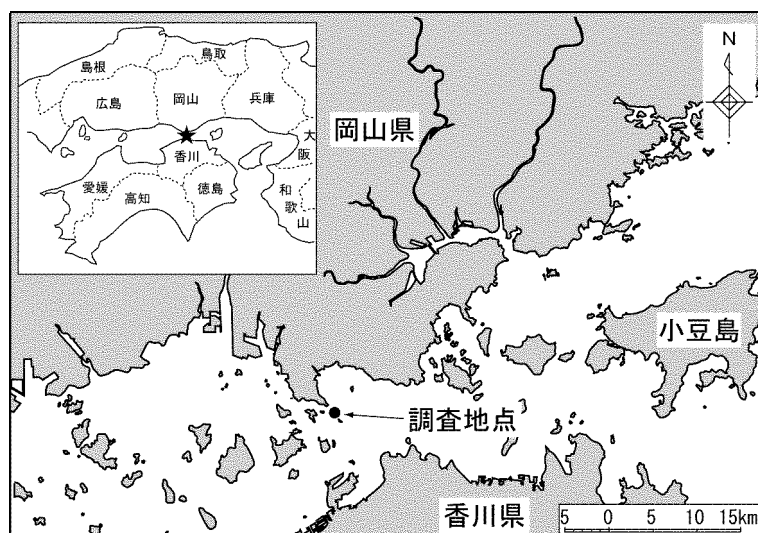 鳥取
島根
広島
岡山
兵庫
大阪
香川
愛媛
徳島
高知
和歌山
岡山県
N
小豆島
調査地点
香川県
5 0 5 10 15km